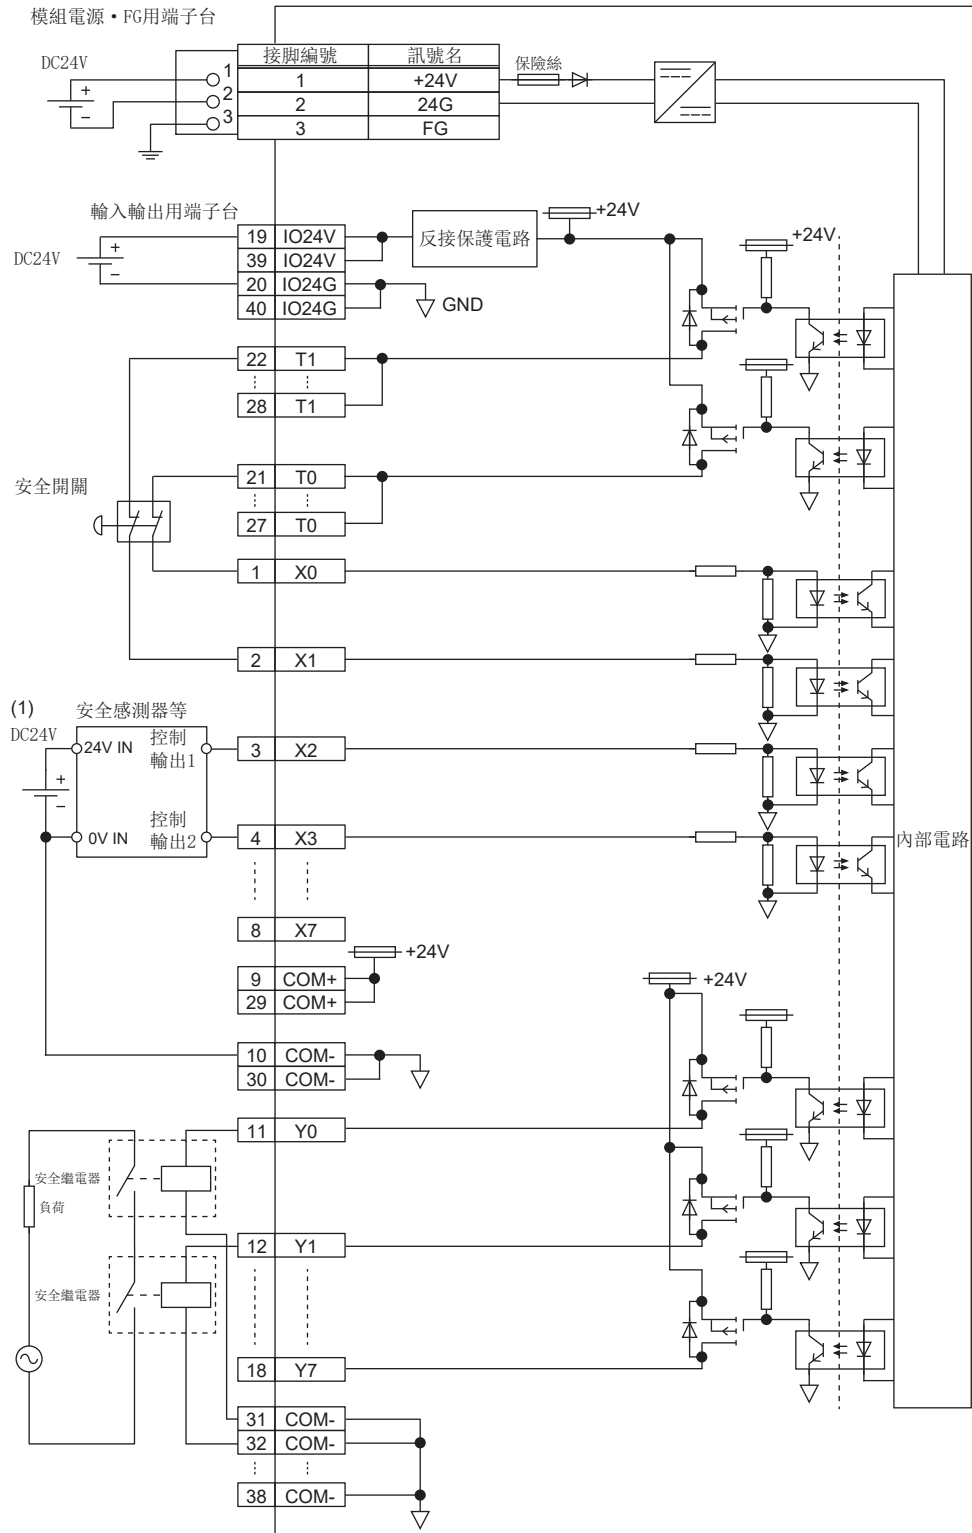 模組電源・FG用端子台
DC24V
接脚編號 訊號名
1 1 +24V
2 2 24G
3 3 FG
+
−
保險絲
輸入輸出用端子台
DC24V
+
−
19 IO24V
39 IO24V
20 IO24G
40 IO24G
反接保護電路
+24V
+24V
GND
22 T1
28 T1
安全開關
21 T0
27 T0
1 X0
2 X1
(1)
DC24V
安全感測器等
+
−
24V IN
控制
輸出1
0V IN
控制
輸出2
3 X2
4 X3
內部電路
8 X7
+24V
9 COM+
29 COM+
+24V
10 COM-
30 COM-
11 Y0
安全繼電器
負荷
12 Y1
安全繼電器
18 Y7
31 COM-
32 COM-
38 COM-